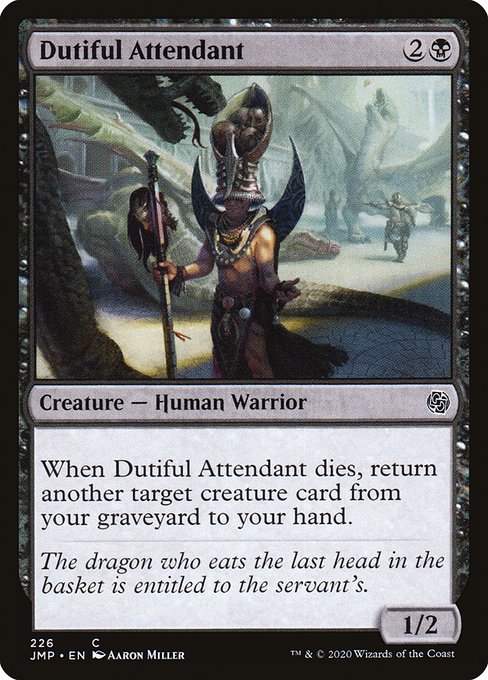 Dutiful Attendant 2
Creature — Human Warrior
When Dutiful Attendant dies, return
another target creature card from
your graveyard to your hand.
The dragon who eats the last head in the
basket is entitled to the servant's.
1/2
226 C
JMP • EN Aaron Miller
™ & © 2020 Wizards of the Coast